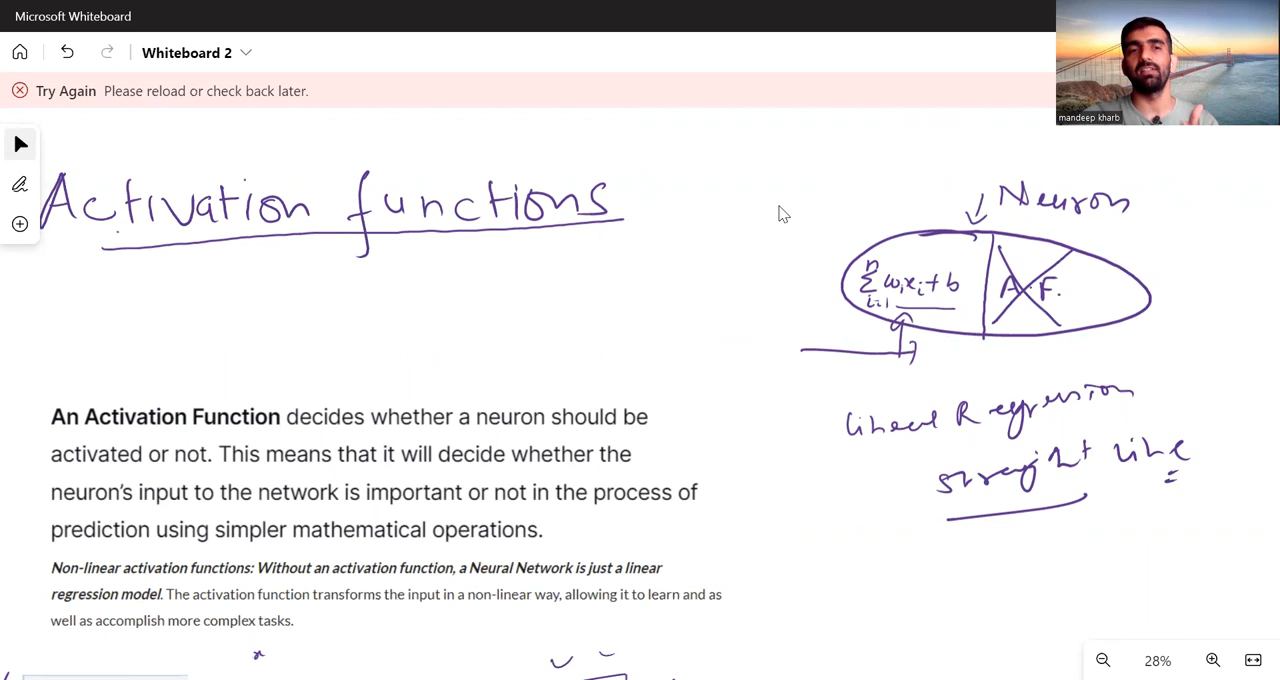 Microsoft Whiteboard
Whiteboard 2
Try Again Please reload or check back later.
mandeep kharb
Activation functions
Neuron
n
∑ wixi + b
i=1
A.F.
An Activation Function decides whether a neuron should be
activated or not. This means that it will decide whether the
neuron's input to the network is important or not in the process of
prediction using simpler mathematical operations.
Linear Regression
straight line
Non-linear activation functions: Without an activation function, a Neural Network is just a linear
regression model. The activation function transforms the input in a non-linear way, allowing it to learn and as
well as accomplish more complex tasks.
x
28%